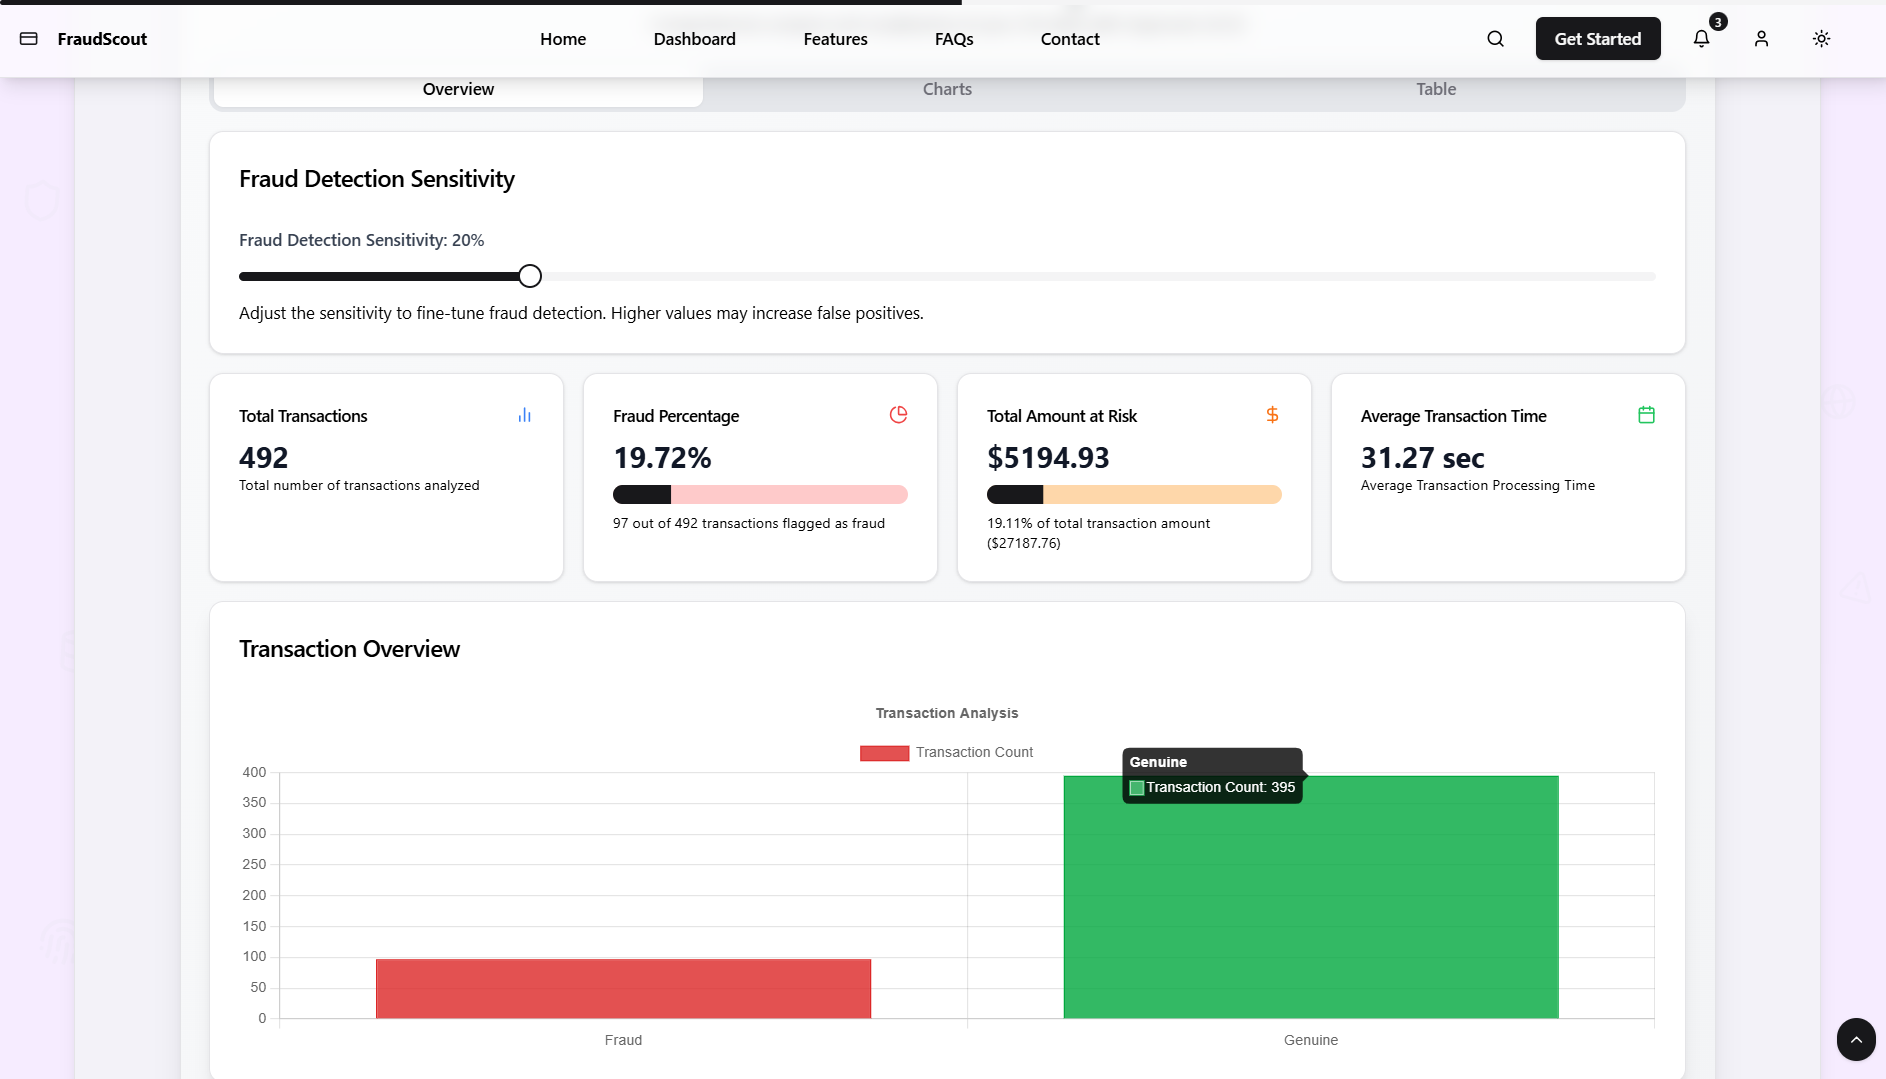 FraudScout
Home
Dashboard
Features
FAQs
Contact
Get Started
3
Overview
Charts
Table
Fraud Detection Sensitivity
Fraud Detection Sensitivity: 20%
Adjust the sensitivity to fine-tune fraud detection. Higher values may increase false positives.
Total Transactions
492
Total number of transactions analyzed
Fraud Percentage
19.72%
97 out of 492 transactions flagged as fraud
Total Amount at Risk
$5194.93
19.11% of total transaction amount
($27187.76)
Average Transaction Time
31.27 sec
Average Transaction Processing Time
Transaction Overview
Transaction Analysis
Transaction Count
Genuine
Transaction Count: 395
400
350
300
250
200
150
100
50
0
Fraud
Genuine